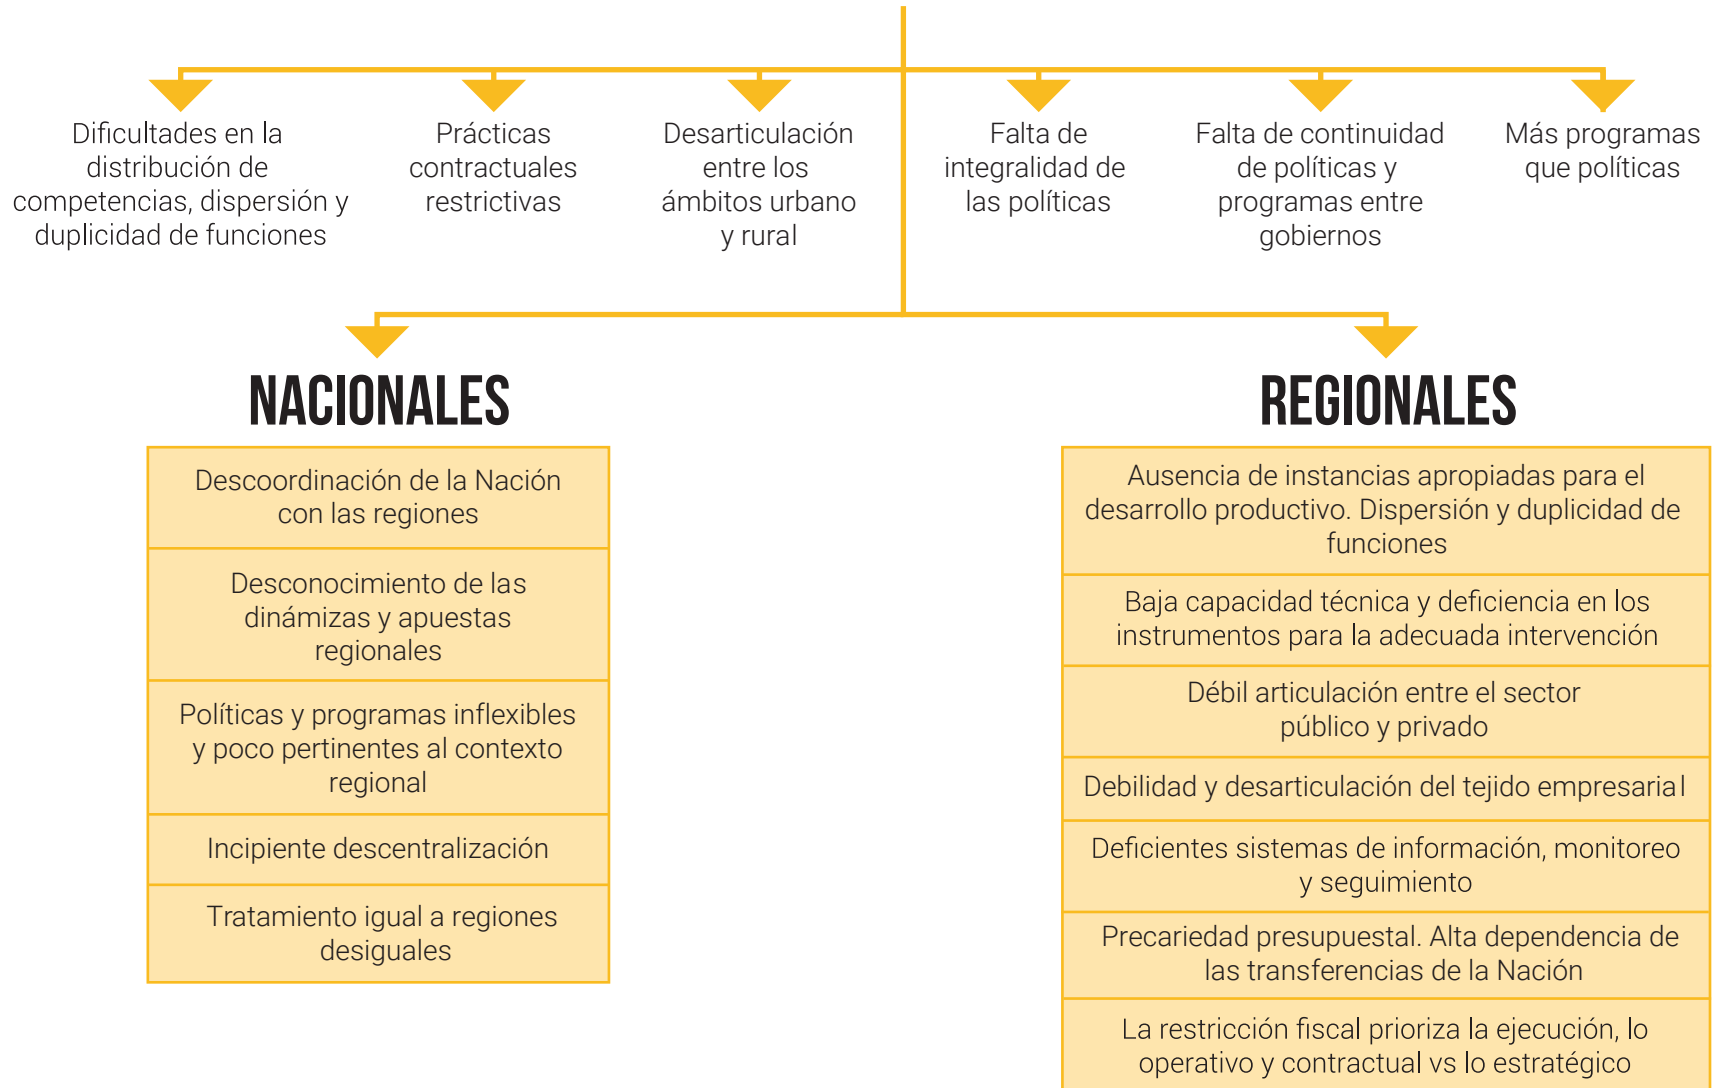 Dificultades en la
distribución de
competencias, dispersión y
duplicidad de funciones
Prácticas
contractuales
restrictivas
Desarticulación
entre los
ámbitos urbano
y rural
Falta de
integralidad de
las políticas
Falta de continuidad
de políticas y
programas entre
gobiernos
Más programas
que políticas
NACIONALES
Descoordinación de la Nación
con las regiones
Desconocimiento de las
dinámizas y apuestas
regionales
Políticas y programas inflexibles
y poco pertinentes al contexto
regional
Incipiente descentralización
Tratamiento igual a regiones
desiguales
REGIONALES
Ausencia de instancias apropiadas para el
desarrollo productivo. Dispersión y duplicidad de
funciones
Baja capacidad técnica y deficiencia en los
instrumentos para la adecuada intervención
Débil articulación entre el sector
público y privado
Debilidad y desarticulación del tejido empresarial
Deficientes sistemas de información, monitoreo
y seguimiento
Precariedad presupuestal. Alta dependencia de
las transferencias de la Nación
La restricción fiscal prioriza la ejecución, lo
operativo y contractual vs lo estratégico